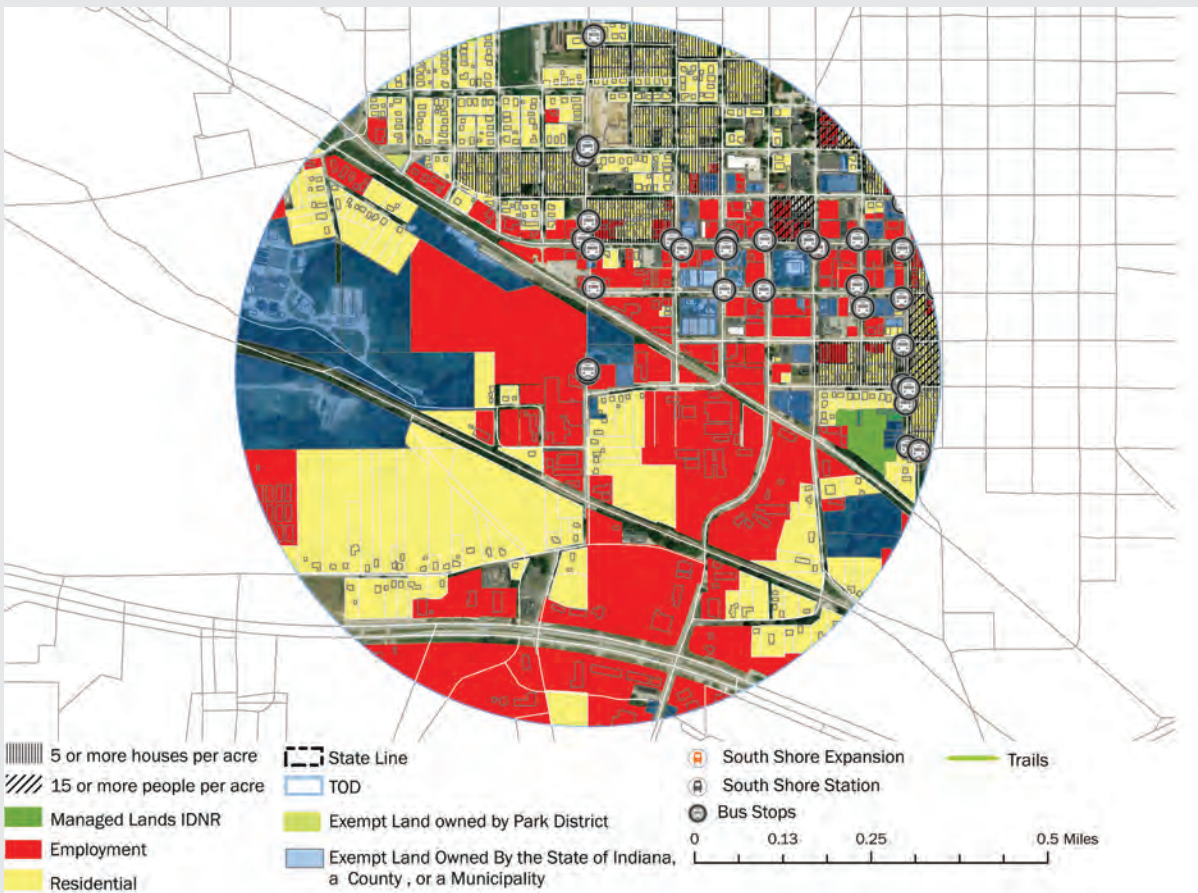 5 or more houses per acre
15 or more people per acre
Managed Lands IDNR
Employment
Residential
State Line
TOD
Exempt Land owned by Park District
Exempt Land Owned By the State of Indiana,
a County , or a Municipality
South Shore Expansion
South Shore Station
Bus Stops
Trails
0 0.13 0.25 0.5 Miles